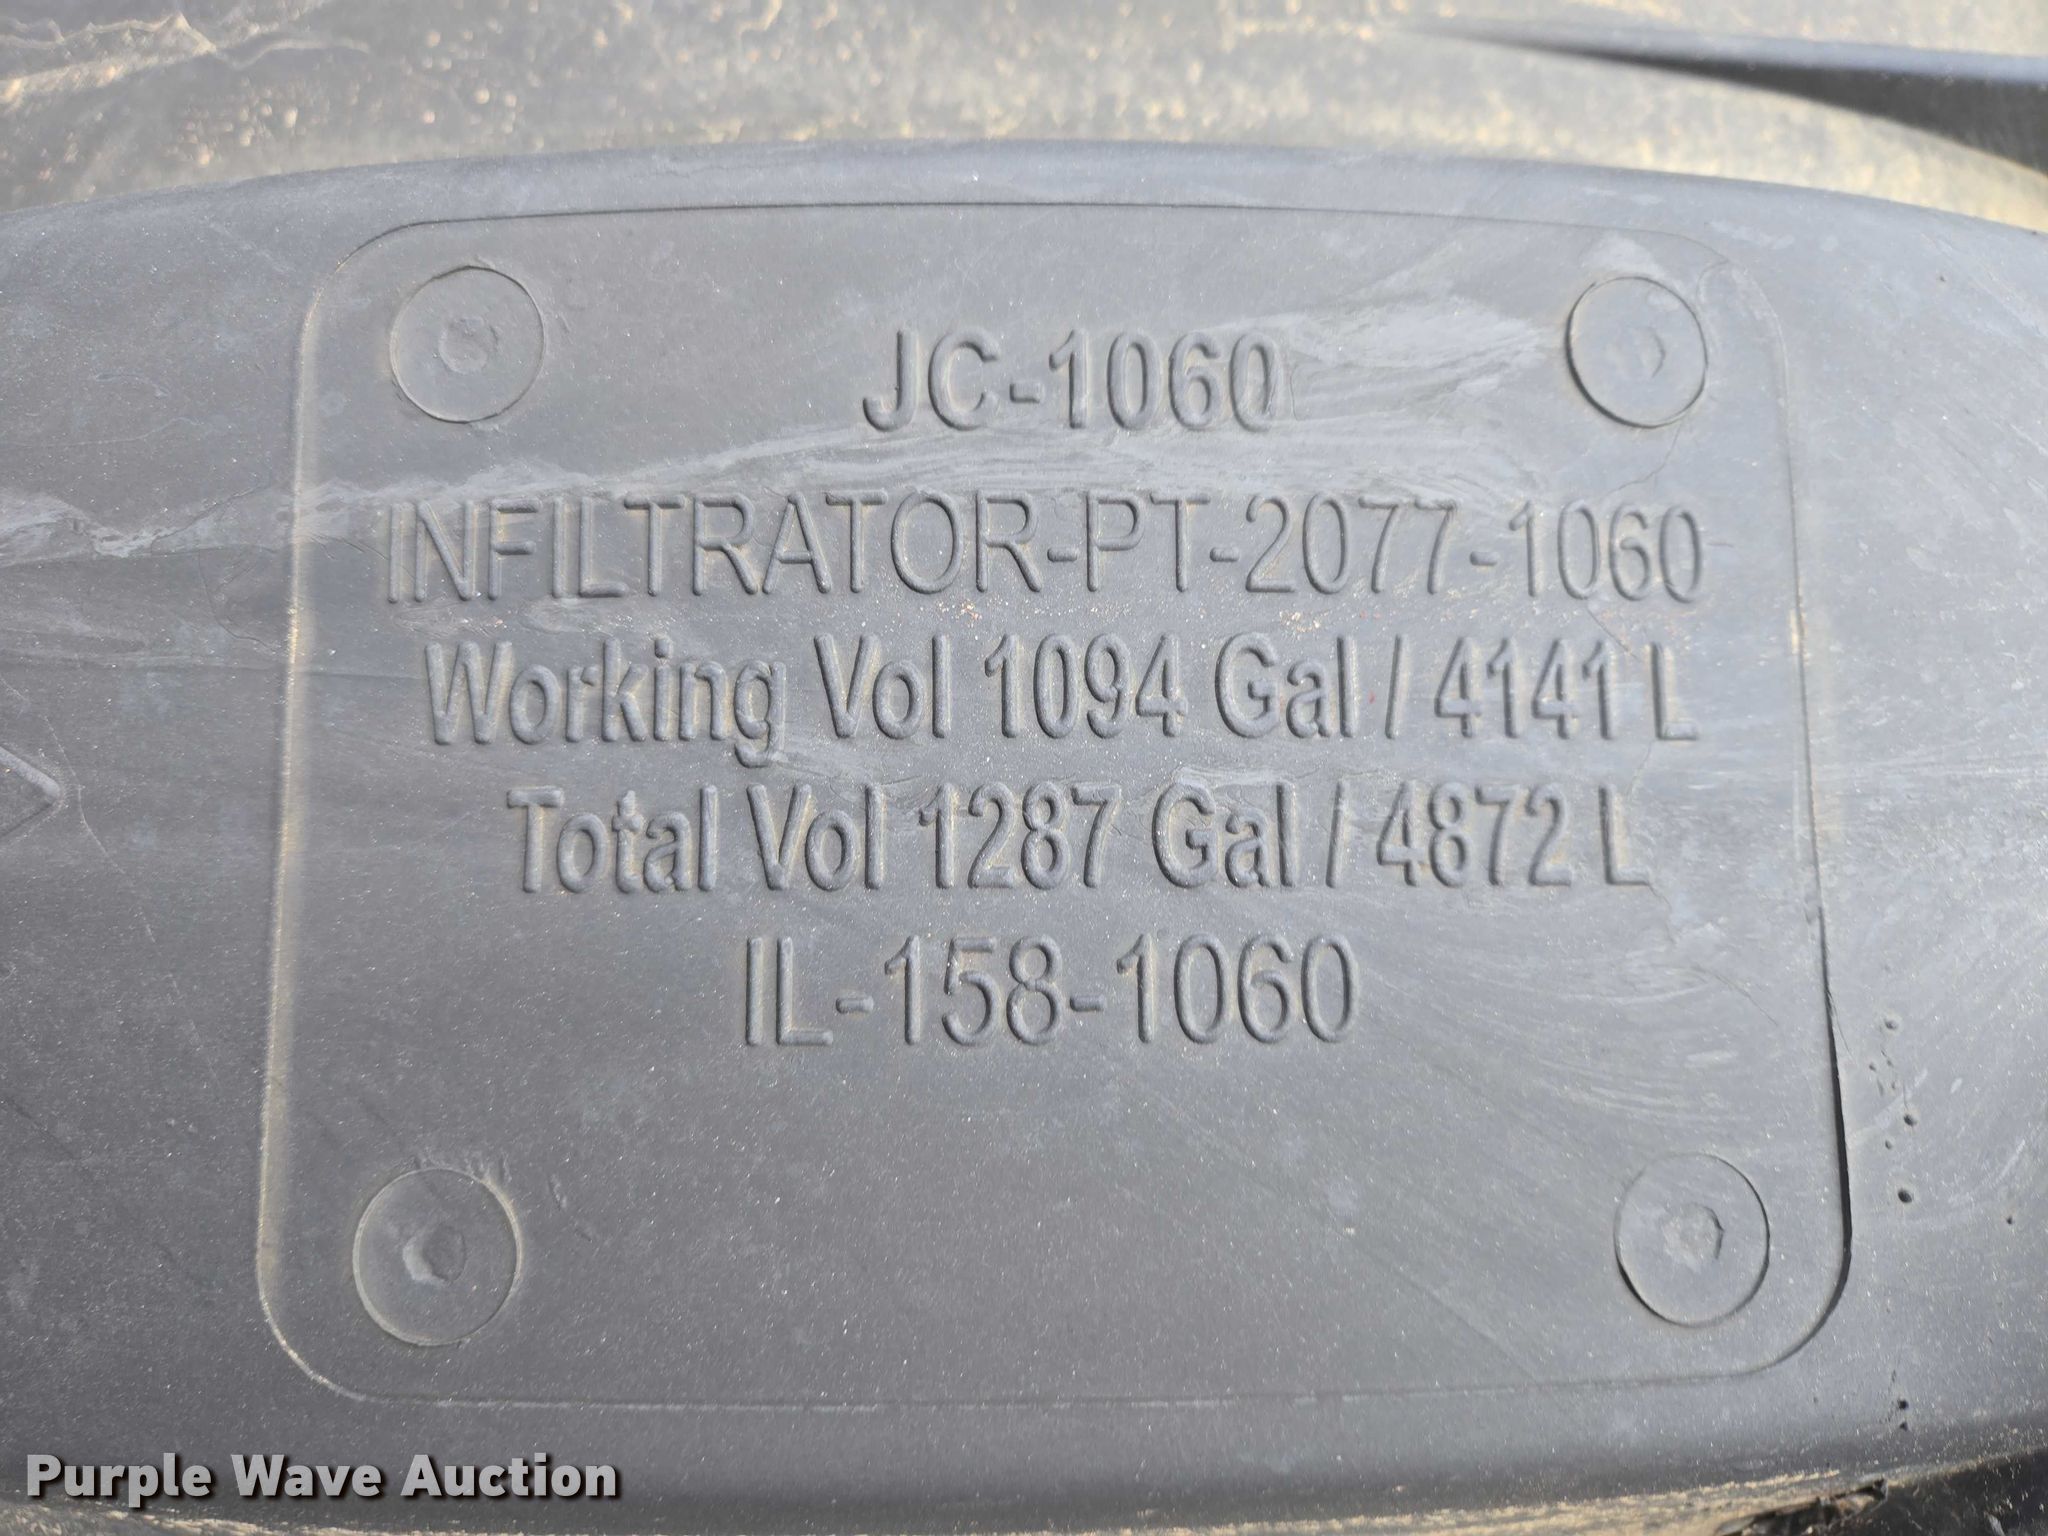 JC-1060
INFILTRATOR-PT-2077-1060
Working Vol 1094 Gal / 4141 L
Total Vol 1287 Gal / 4872 L
IL-158-1060
Purple Wave Auction